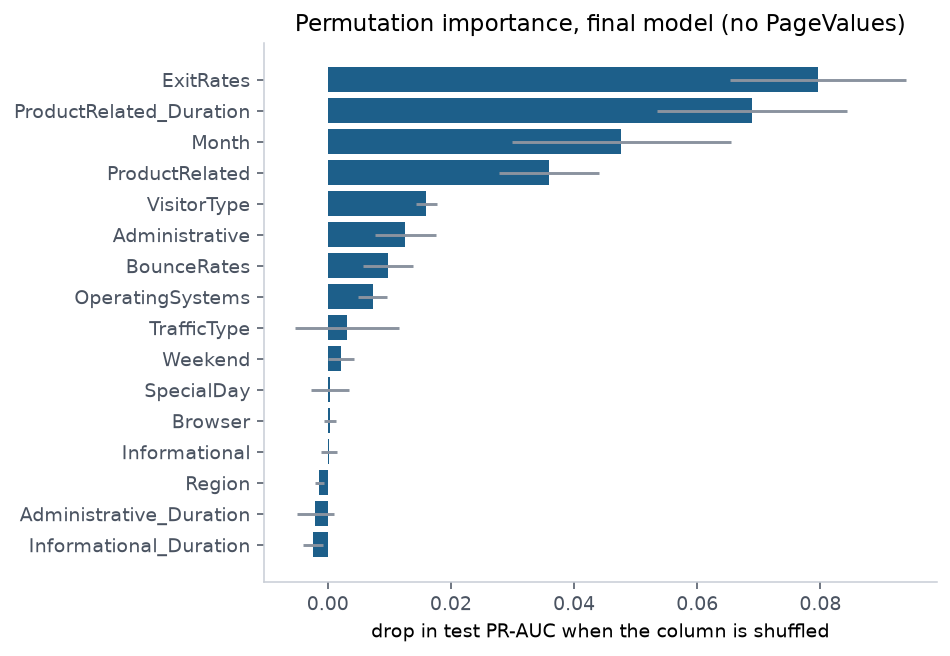 Permutation importance, final model (no PageValues)
ExitRates
ProductRelated_Duration
Month
ProductRelated
VisitorType
Administrative
BounceRates
OperatingSystems
TrafficType
Weekend
SpecialDay
Browser
Informational
Region
Administrative_Duration
Informational_Duration
0.00 0.02 0.04 0.06 0.08
drop in test PR-AUC when the column is shuffled